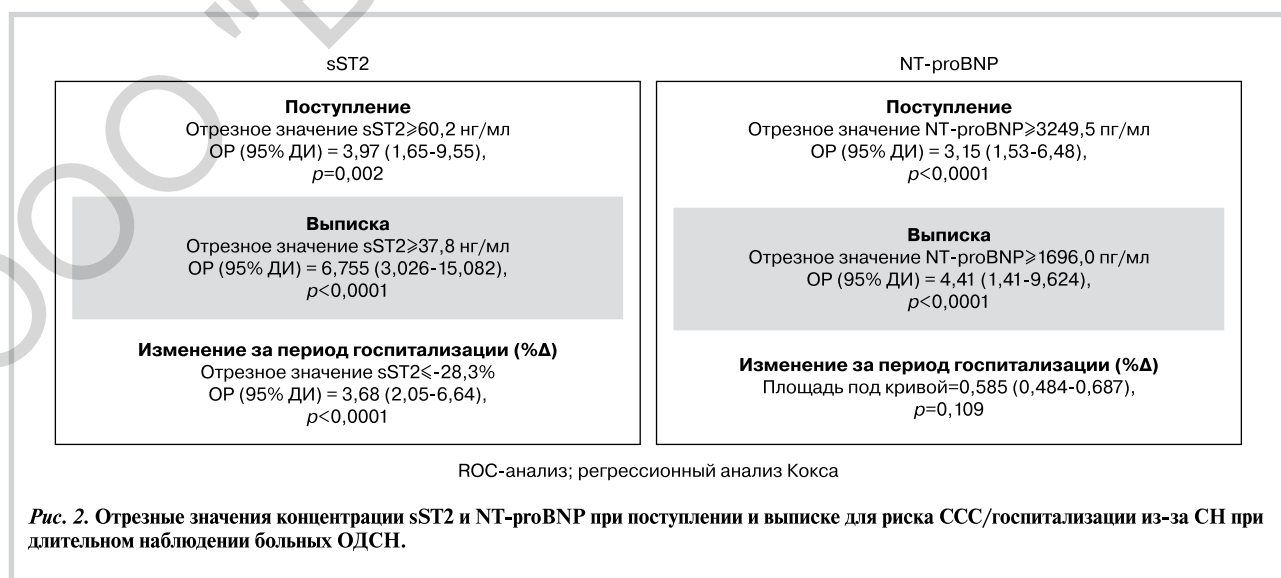 ООО "В
sST2
Поступление
Отрезное значение sST2⩾60,2 нг/мл
ОР (95% ДИ) = 3,97 (1,65-9,55),
p=0,002
Выписка
Отрезное значение sST2⩾37,8 нг/мл
ОР (95% ДИ) = 6,755 (3,026-15,082),
p<0,0001
Изменение за период госпитализации (%Δ)
Отрезное значение sST2⩽-28,3%
ОР (95% ДИ) = 3,68 (2,05-6,64),
p<0,0001
NT-proBNP
Поступление
Отрезное значение NT-proBNP⩾3249,5 пг/мл
ОР (95% ДИ) = 3,15 (1,53-6,48),
p<0,0001
Выписка
Отрезное значение NT-proBNP⩾1696,0 пг/мл
ОР (95% ДИ) = 4,41 (1,41-9,624),
p<0,0001
Изменение за период госпитализации (%Δ)
Площадь под кривой=0,585 (0,484-0,687),
p=0,109
ROC-анализ; регрессионный анализ Кокса
Рис. 2. Отрезные значения концентрации sST2 и NT-proBNP при поступлении и выписке для риска ССС/госпитализации из-за СН при
длительном наблюдении больных ОДСН.